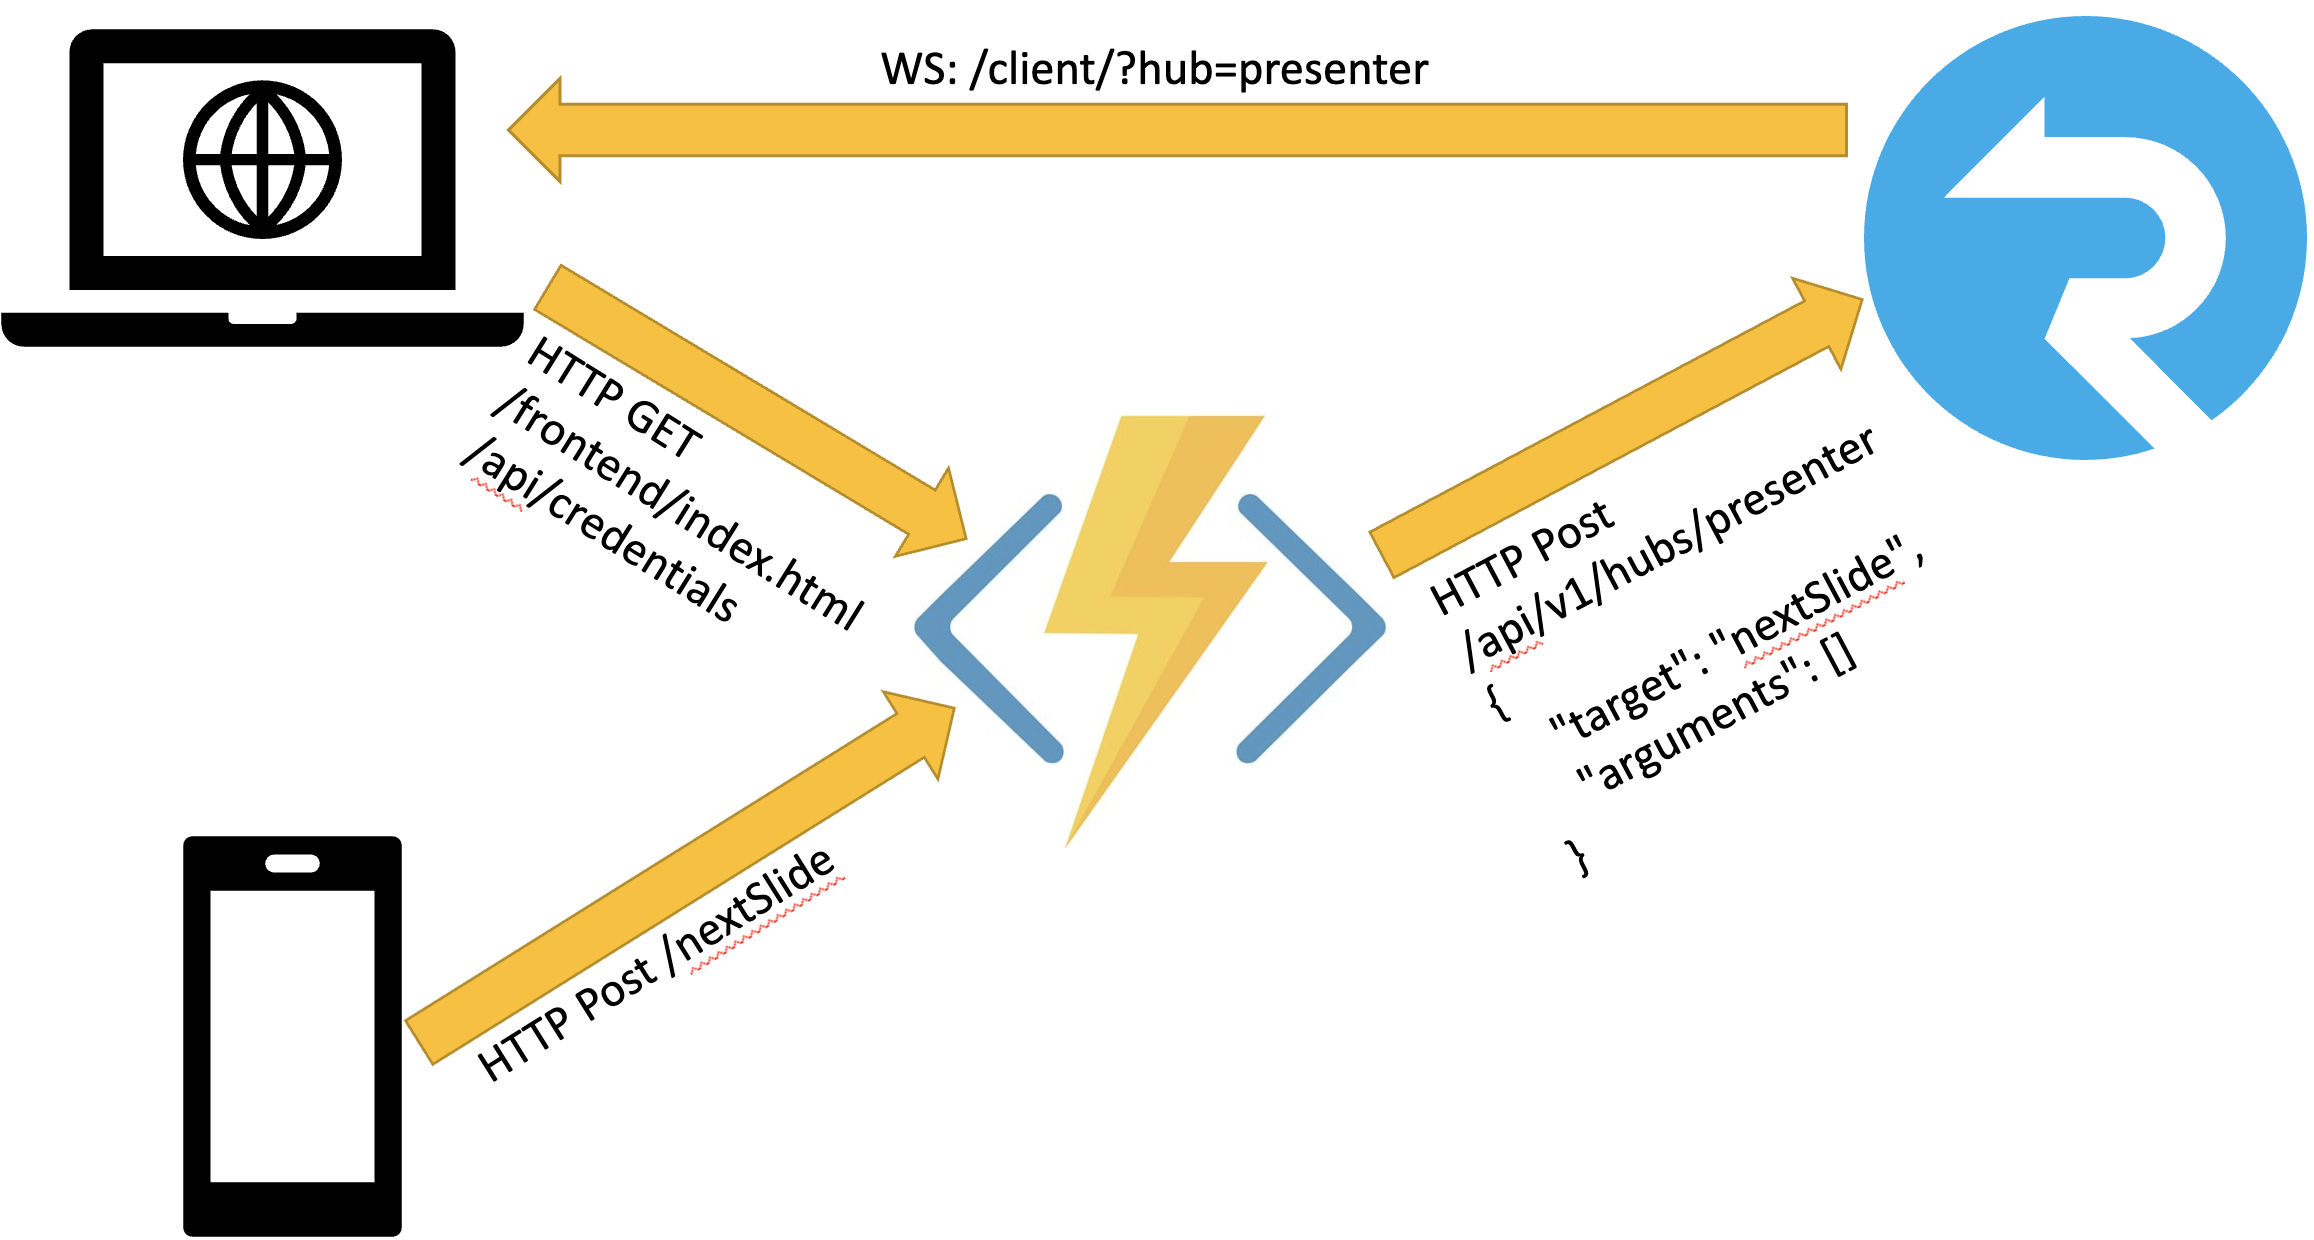 WS: /client/?hub=presenter
HTTP GET
/frontend/index.html
/api/credentials
HTTP Post
/api/v1/hubs/presenter
{
"target": "nextSlide",
"arguments": []
}
HTTP Post /nextSlide